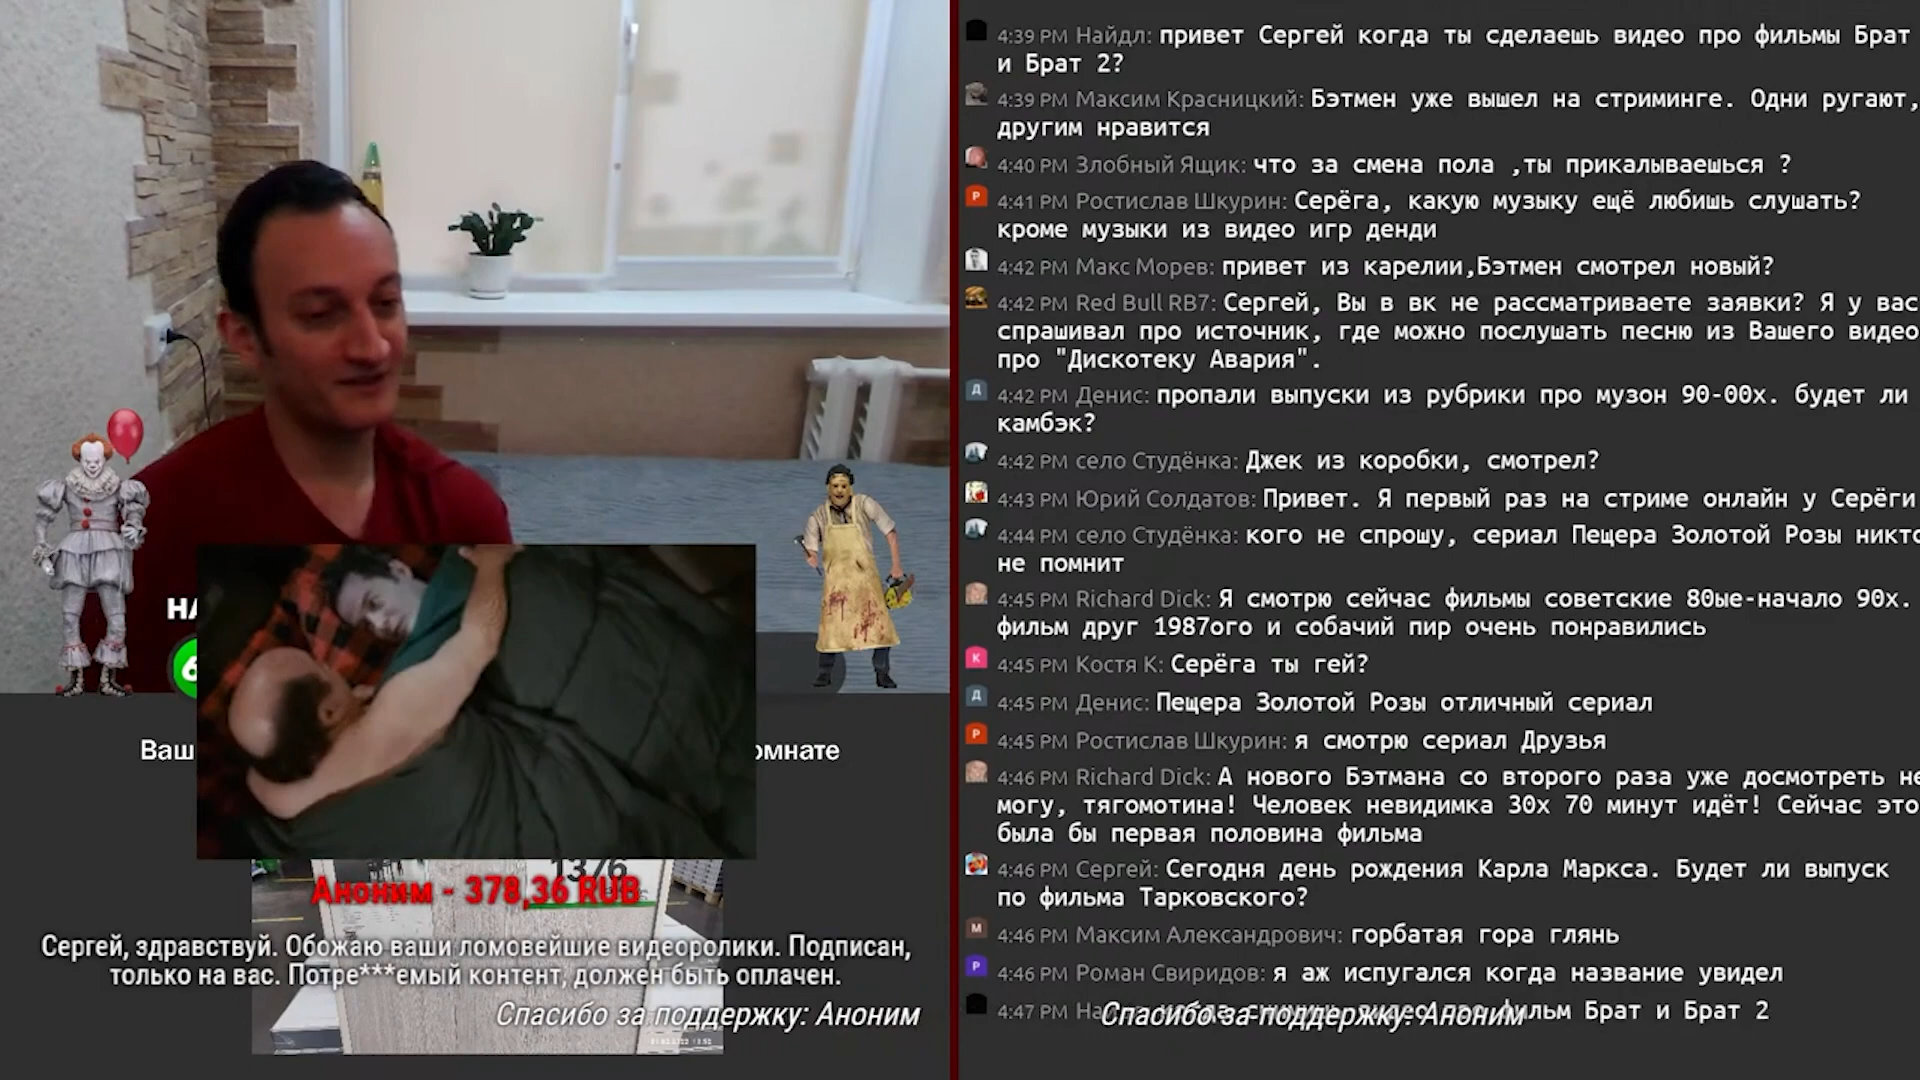 НА
6
Ваш
омнате
1376
Аноним - 378,36 RUB
Сергей, здравствуй. Обожаю ваши ломовейшие видеоролики. Подписан,
только на вас. Потре***емый контент, должен быть оплачен.
Спасибо за поддержку: Аноним
4:39 PM Найдл: привет Сергей когда ты сделаешь видео про фильмы Брат
и Брат 2?
4:39 PM Максим Красницкий: Бэтмен уже вышел на стриминге. Одни ругают,
другим нравится
4:40 PM Злобный Ящик: что за смена пола ,ты прикалываешься ?
Р
4:41 PM Ростислав Шкурин: Серёга, какую музыку ещё любишь слушать?
кроме музыки из видео игр денди
4:42 PM Макс Морев: привет из карелии,Бэтмен смотрел новый?
4:42 PM Red Bull RB7: Сергей, Вы в вк не рассматриваете заявки? Я у вас
спрашивал про источник, где можно послушать песню из Вашего видео
про "Дискотеку Авария".
Д
4:42 PM Денис: пропали выпуски из рубрики про музон 90-00х. будет ли
камбэк?
4:42 PM село Студёнка: Джек из коробки, смотрел?
4:43 PM Юрий Солдатов: Привет. Я первый раз на стриме онлайн у Серёги
4:44 PM село Студёнка: кого не спрошу, сериал Пещера Золотой Розы никто
не помнит
4:45 PM Richard Dick: Я смотрю сейчас фильмы советские 80ые-начало 90х.
фильм друг 1987ого и собачий пир очень понравились
К
4:45 PM Костя К: Серёга ты гей?
Д
4:45 PM Денис: Пещера Золотой Розы отличный сериал
Р
4:45 PM Ростислав Шкурин: я смотрю сериал Друзья
4:46 PM Richard Dick: А нового Бэтмана со второго раза уже досмотреть не
могу, тягомотина! Человек невидимка 30х 70 минут идёт! Сейчас это
была бы первая половина фильма
4:46 PM Сергей: Сегодня день рождения Карла Маркса. Будет ли выпуск
по фильма Тарковского?
М
4:46 PM Максим Александрович: горбатая гора глянь
Р
4:46 PM Роман Свиридов: я аж испугался когда название увидел
4:47 PM фильм Брат и Брат 2
Спасибо за поддержку: Аноним